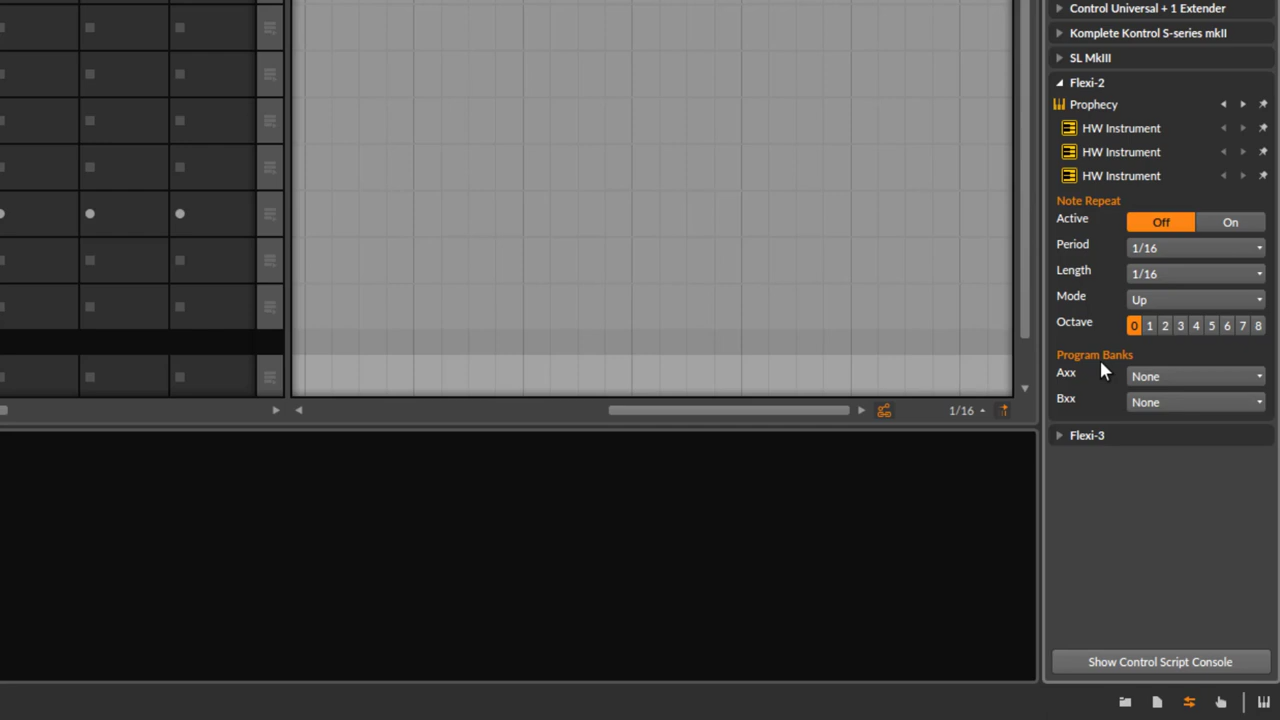 Control Universal + 1 Extender
Komplete Kontrol S-series mkII
SL MkIII
Flexi-2
Prophecy
HW Instrument
HW Instrument
HW Instrument
Note Repeat
Active Off On
Period 1/16
Length 1/16
Mode Up
Octave 0 1 2 3 4 5 6 7 8
Program Banks
Axx None
Bxx None
1/16
Flexi-3
Show Control Script Console